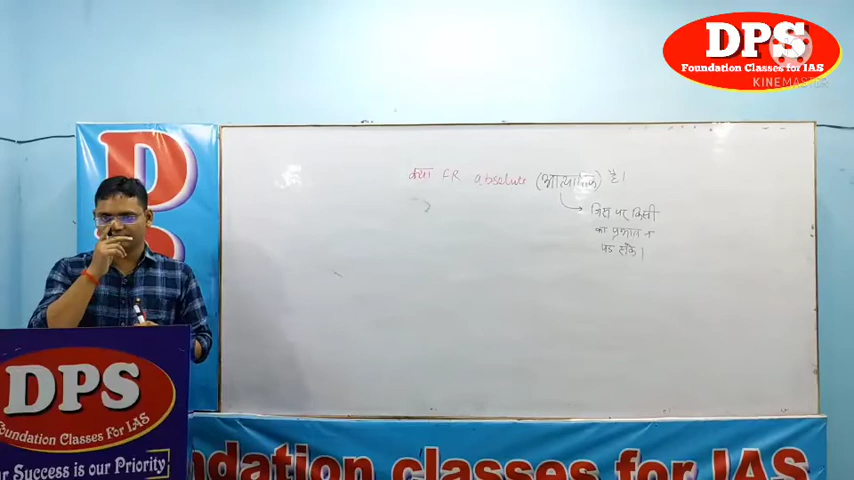 DPS
Foundation Classes for IAS
KINEMASTER
क्या FR absolute (आत्यांतिक) है।
जिस पर किसी
का प्रभाव न
पड़ सके।
D
DPS
Foundation Classes for IAS
r Success is our Priority
ndation classes for IAS